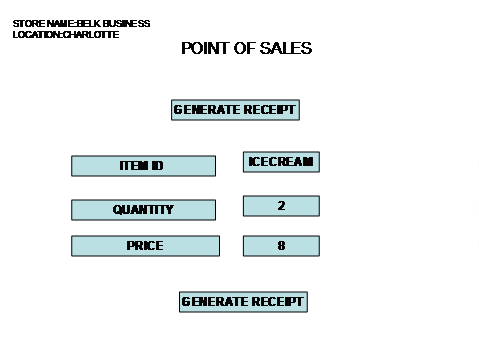 STORE NAME:BELK BUSINESS
LOCATION:CHARLOTTE
POINT OF SALES
GENERATE RECEIPT
ITEM ID ICECREAM
QUANTITY 2
PRICE 8
GENERATE RECEIPT